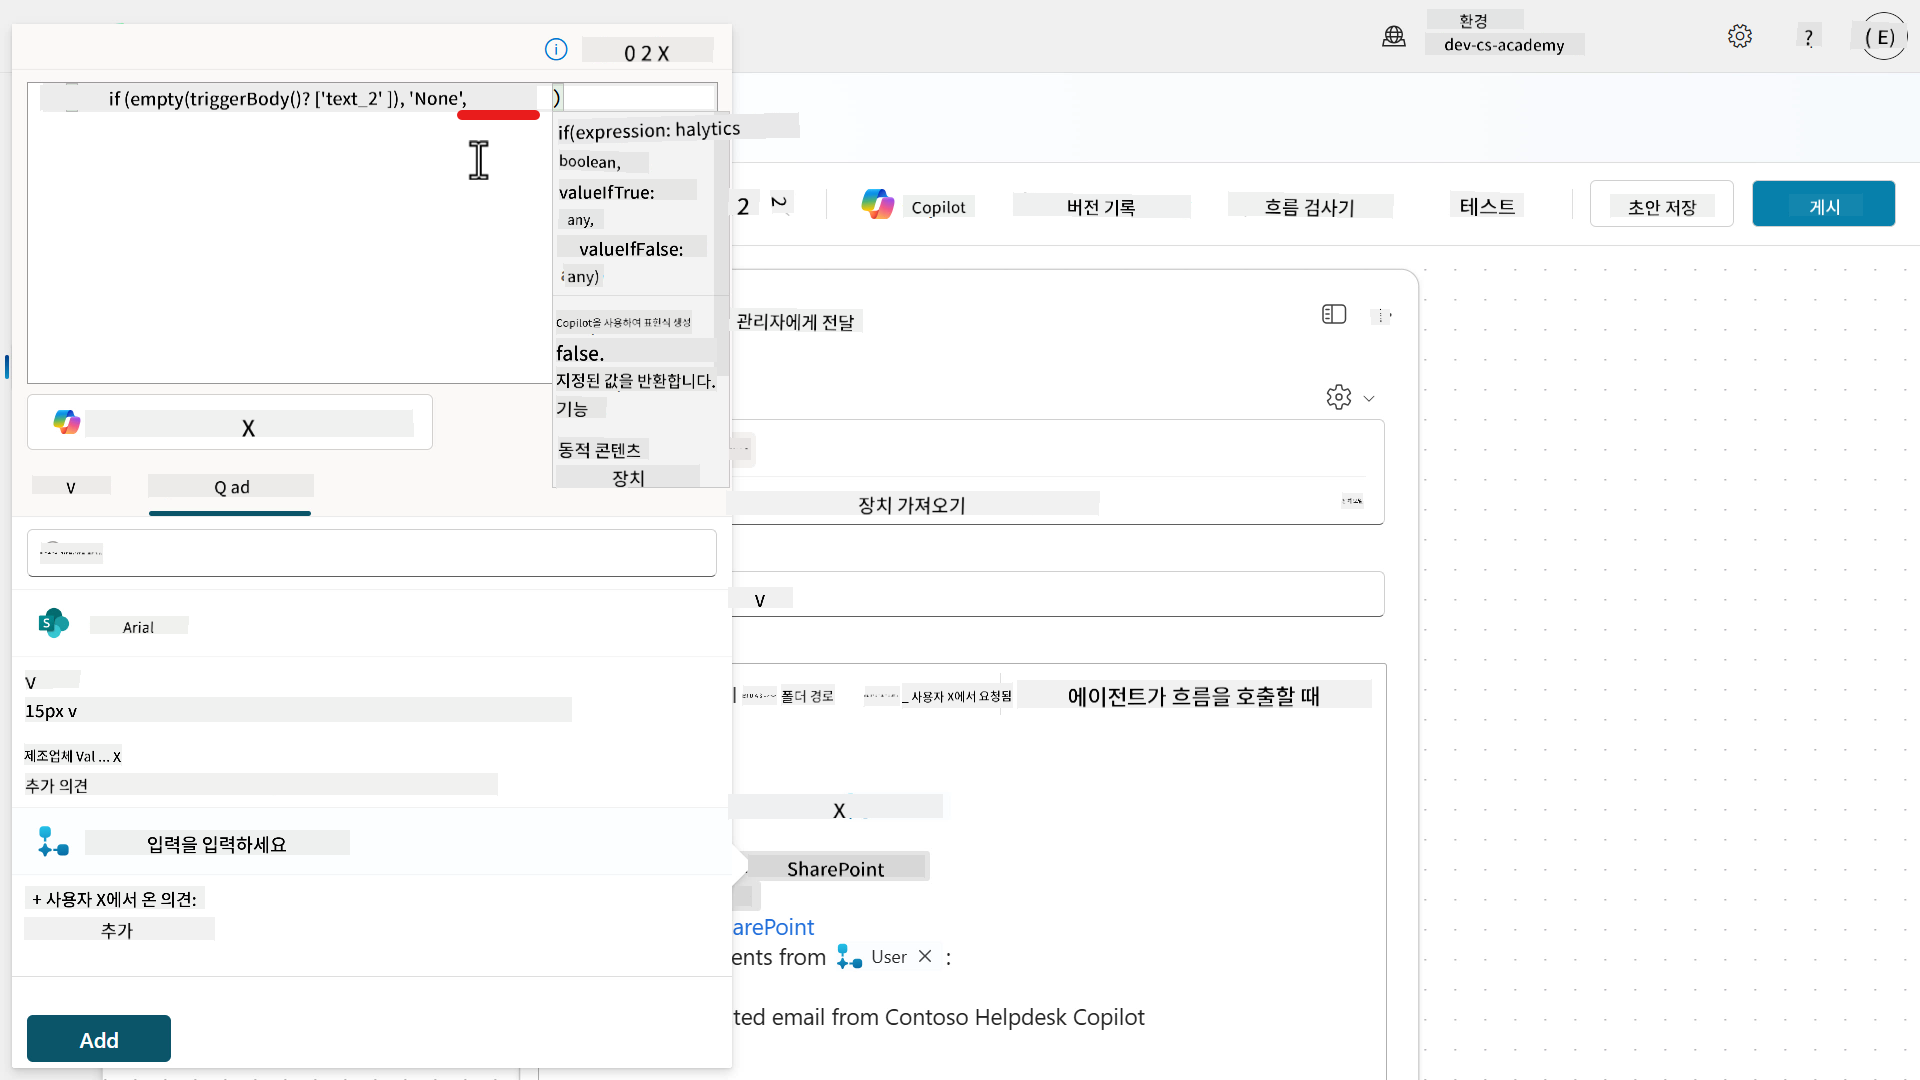 환경
dev-cs-academy
?
( E)
0 2 X
if (empty(triggerBody()? ['text_2' ]), 'None', )
if(expression: halytics
boolean,
valueIfTrue:
any,
valueIfFalse:
any)
Copilot을 사용하여 표현식 생성
false.
지정된 값을 반환합니다.
기능
동적 콘텐츠
장치
2
Copilot
버전 기록
흐름 검사기
테스트
초안 저장
게시
관리자에게 전달
X
v
Q ad
장치 가져오기
Arial
v
V
15px v
제조업체 Val ... X
추가 의견
폴더 경로
_ 사용자 X에서 요청됨
에이전트가 흐름을 호출할 때
입력을 입력하세요
X
SharePoint
+ 사용자 X에서 온 의견:
추가
arePoint
ents from User X :
ted email from Contoso Helpdesk Copilot
Add